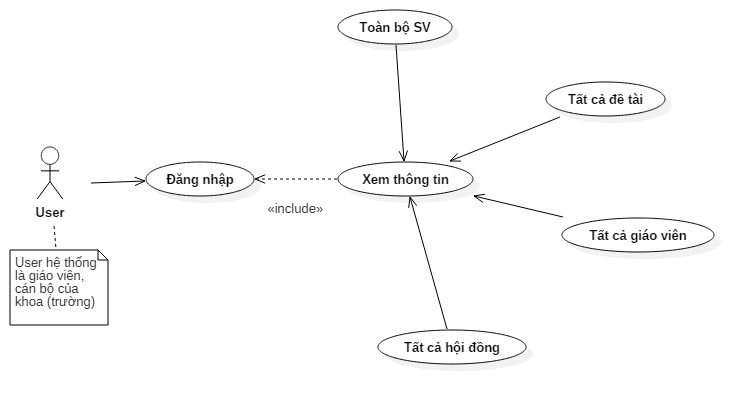 Toàn bộ SV
Tất cả đề tài
Đăng nhập
Xem thông tin
«include»
User
Tất cả giáo viên
User hệ thống
là giáo viên,
cán bộ của
khoa (trường)
Tất cả hội đồng